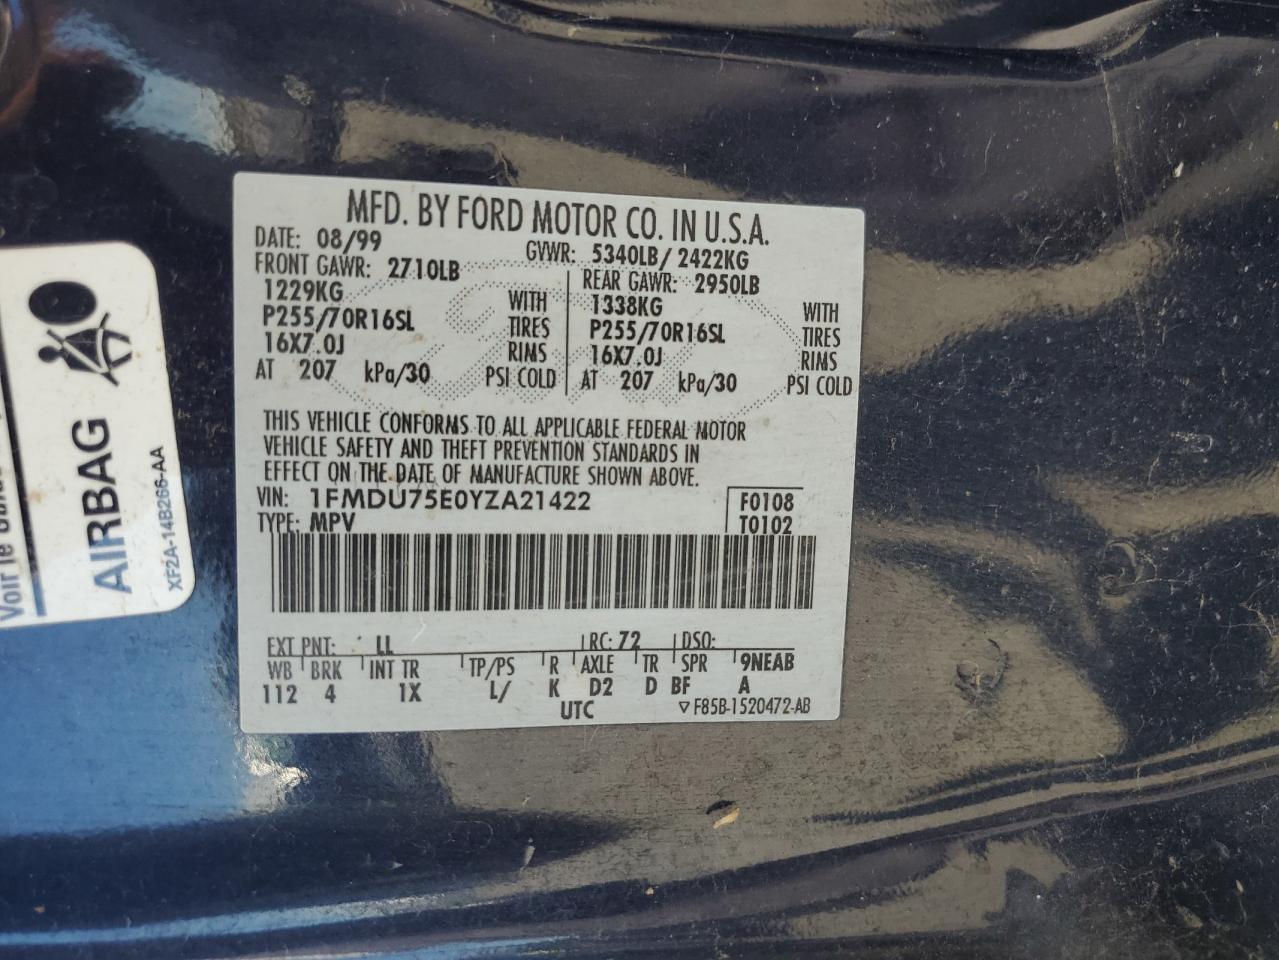 MFD. BY FORD MOTOR CO. IN U.S.A.
DATE: 08/99 GVWR: 5340LB/ 2422KG
FRONT GAWR: 2710LB REAR GAWR: 2950LB
1229KG WITH 1338KG WITH
P255/70R16SL TIRES P255/70R16SL TIRES
16X7.0J RIMS 16X7.0J RIMS
AT 207 kPa/30 PSI COLD AT 207 kPa/30 PSI COLD
THIS VEHICLE CONFORMS TO ALL APPLICABLE FEDERAL MOTOR
VEHICLE SAFETY AND THEFT PREVENTION STANDARDS IN
EFFECT ON THE DATE OF MANUFACTURE SHOWN ABOVE.
VIN: 1FMDU75E0YZA21422 F0108
TYPE: MPV T0102
EXT PNT: LL RC: 72 DSO:
WB BRK INT TR TP/PS R AXLE TR SPR 9NEAB
112 4 1X L/ K D2 D BF A
UTC ▽ F85B-1520472-AB
AIRBAG
XF2A-14B266-AA
Voir le